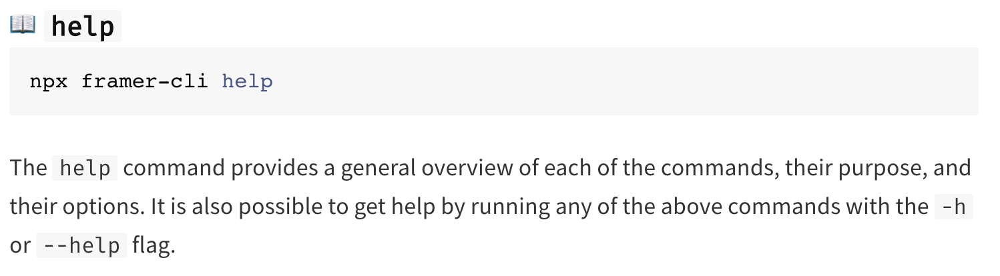 📖 help
npx framer-cli help
The help command provides a general overview of each of the commands, their purpose, and
their options. It is also possible to get help by running any of the above commands with the -h
or --help flag.